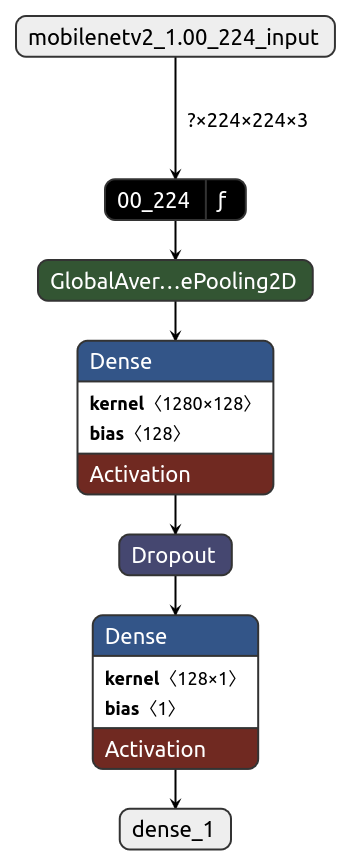 mobilenetv2_1.00_224_input
?×224×224×3
00_224 ƒ
GlobalAver…ePooling2D
Dense
kernel〈1280×128〉
bias〈128〉
Activation
Dropout
Dense
kernel〈128×1〉
bias〈1〉
Activation
dense_1